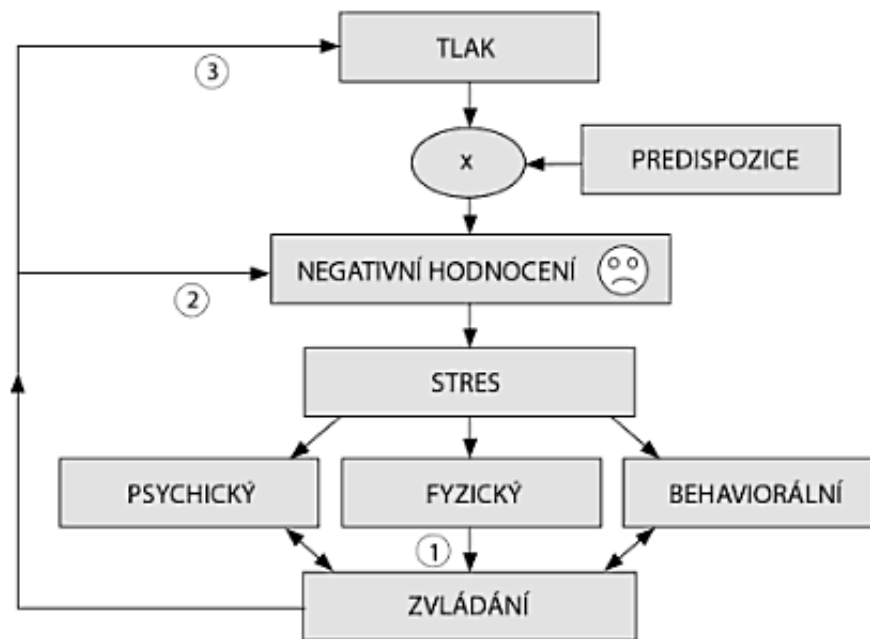 TLAK
3
x
PREDISPOZICE
NEGATIVNÍ HODNOCENÍ
2
STRES
PSYCHICKÝ
FYZICKÝ
BEHAVIORÁLNÍ
1
ZVLÁDÁNÍ